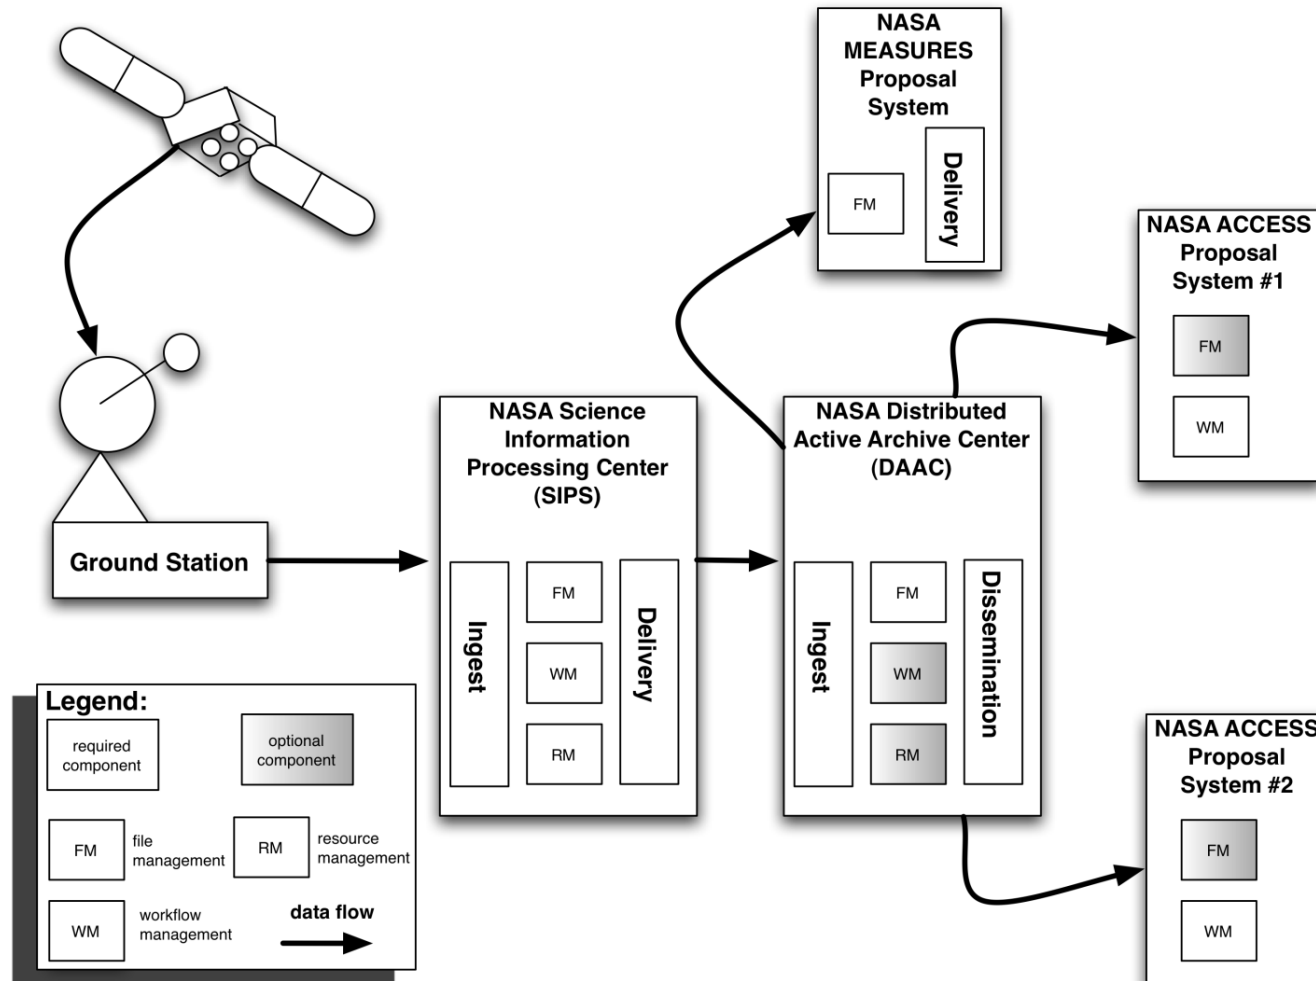 NASA
MEASURES
Proposal
System
FM
Delivery
NASA ACCESS
Proposal
System #1
FM
WM
NASA Science
Information
Processing Center
(SIPS)
Ingest
FM
WM
RM
Delivery
NASA Distributed
Active Archive Center
(DAAC)
Ingest
FM
WM
RM
Dissemination
Ground Station
NASA ACCESS
Proposal
System #2
FM
WM
Legend:
required
component
optional
component
FM
file
management
RM
resource
management
WM
workflow
management
data flow